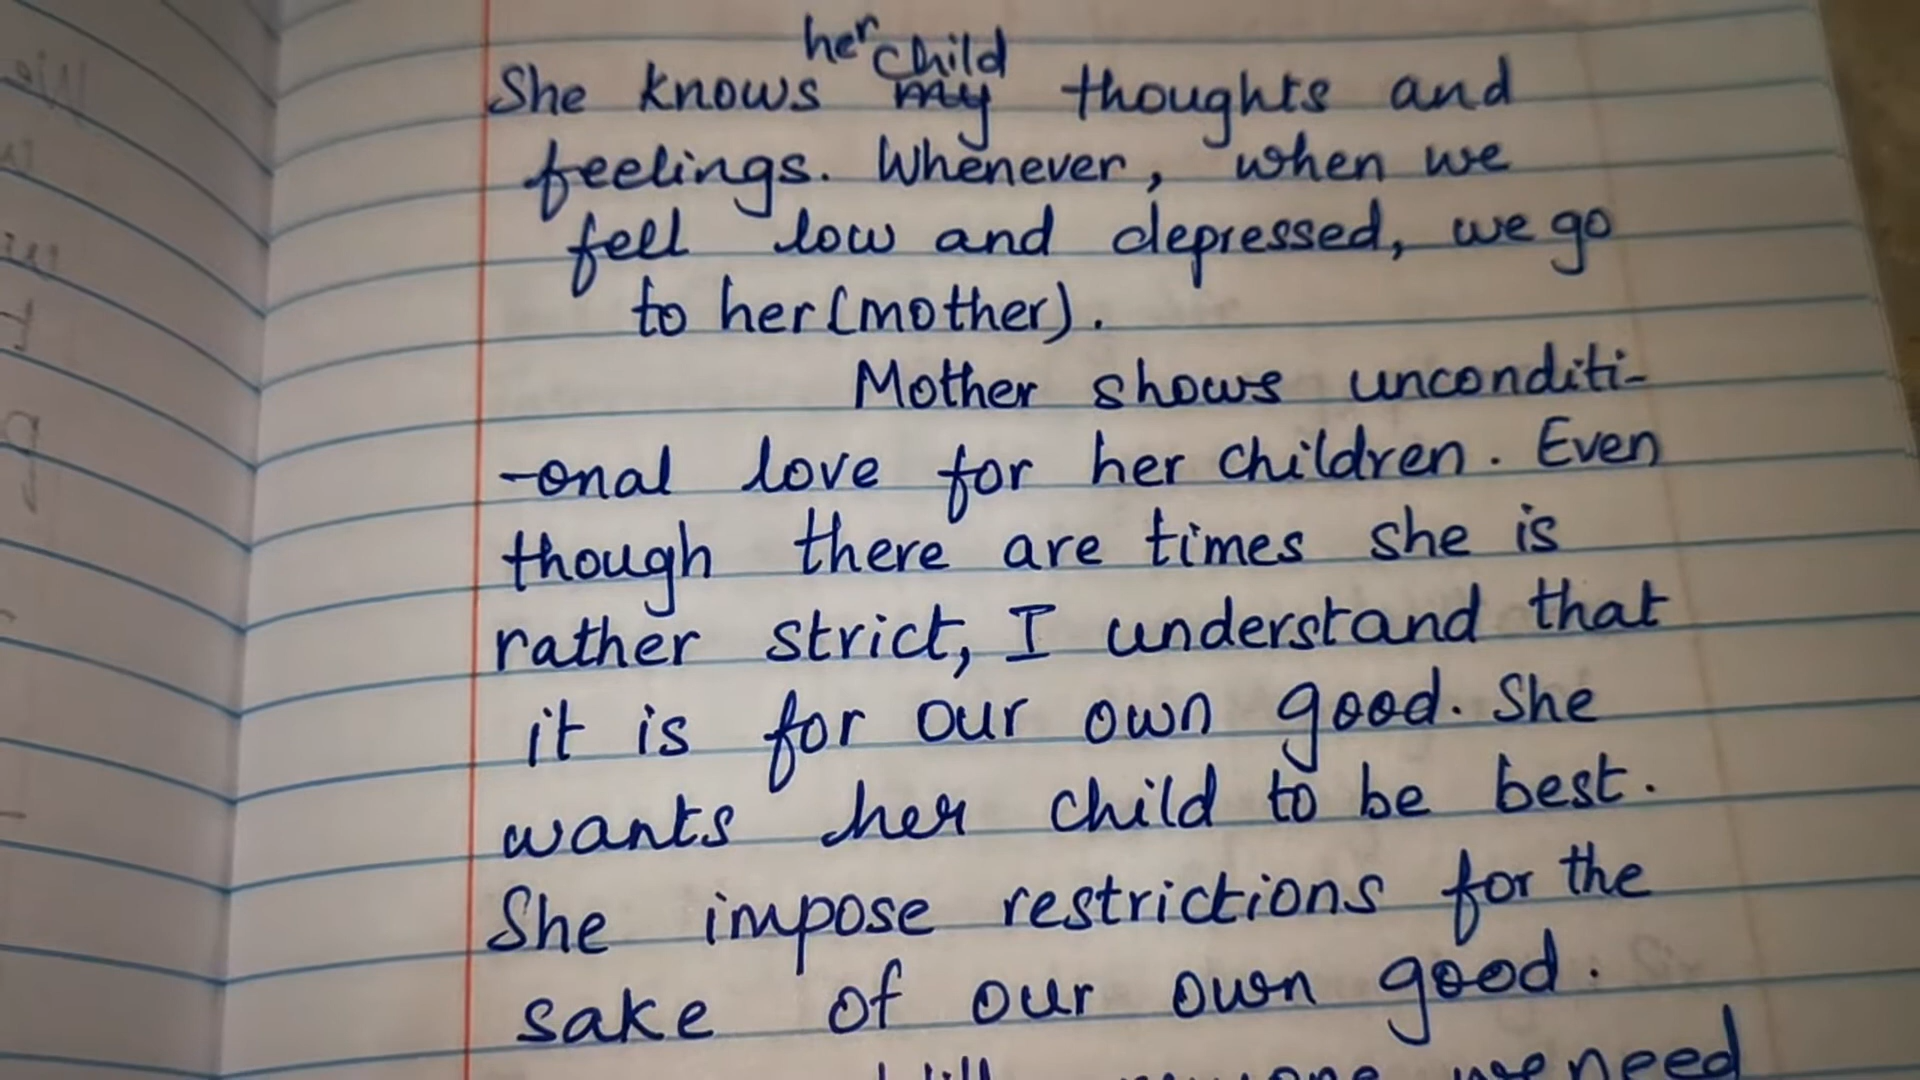 her child
She knows my thoughts and
feelings. Whenever, when we
fell low and depressed, we go
to her (mother).
Mother shows unconditi-
-onal love for her children. Even
though there are times she is
rather strict, I understand that
it is for our own good. She
wants her child to be best.
She impose restrictions for the
sake of our own good.
we need